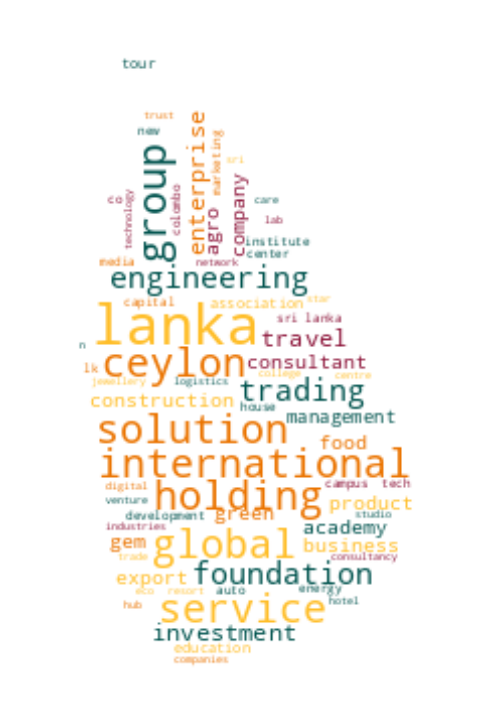 tour
trust
new
enterprise
marketing
group
sri
company
co
technology
colombo
agro
care
lab
institute
center
media
network
engineering
capital
association
star
lanka
sri lanka
travel
n
ceylon
consultant
lk
college
centre
jewellery
logistics
trading
construction
house
management
solution
food
international
digital
campus
tech
holding
venture
product
development
green
studio
industries
academy
gem
global
business
trade
consultancy
export
foundation
eco
resort
auto
energy
hub
service
hotel
investment
education
companies